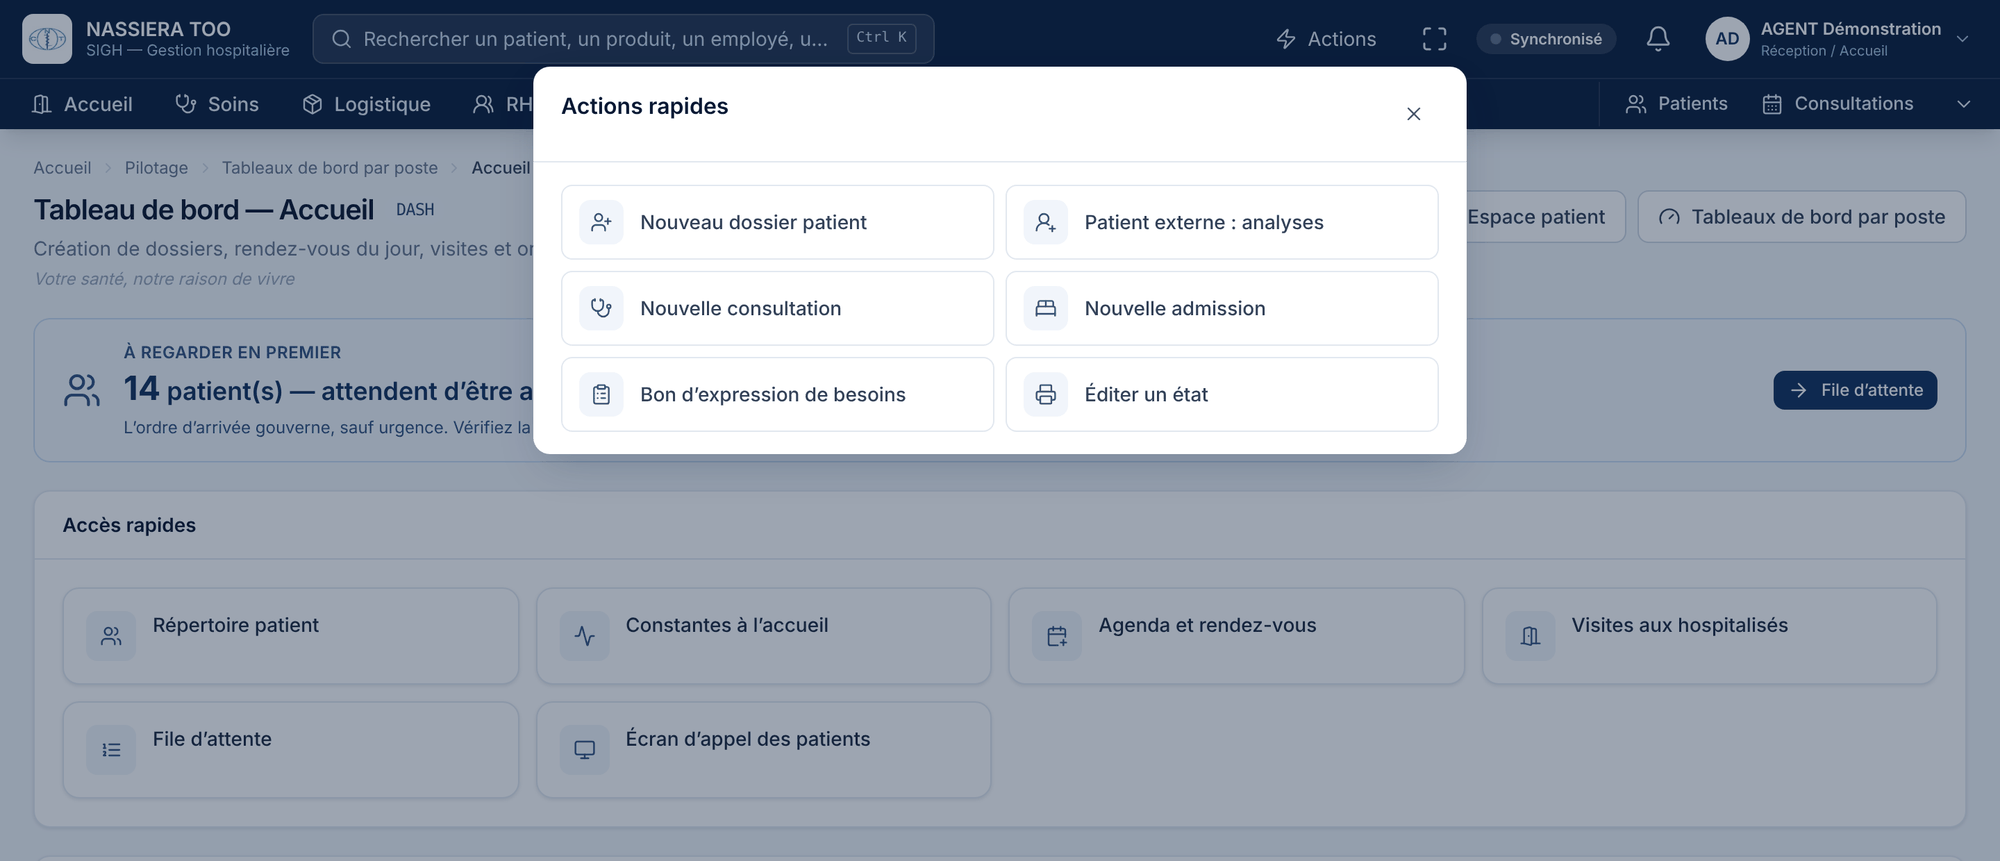 NASSIERA TOO
SIGH — Gestion hospitalière
Rechercher un patient, un produit, un employé, u...
Ctrl K
Actions
Synchronisé
AD
AGENT Démonstration
Réception / Accueil
Accueil
Soins
Logistique
RH
Patients
Consultations
Actions rapides
Nouveau dossier patient
Patient externe : analyses
Nouvelle consultation
Nouvelle admission
Bon d’expression de besoins
Éditer un état
Accueil
Pilotage
Tableaux de bord par poste
Accueil
Tableau de bord — Accueil
DASH
Création de dossiers, rendez-vous du jour, visites et
Votre santé, notre raison de vivre
Espace patient
Tableaux de bord par poste
À REGARDER EN PREMIER
14 patient(s) — attendent d’être
L’ordre d’arrivée gouverne, sauf urgence. Vérifiez la
File d’attente
Accès rapides
Répertoire patient
Constantes à l’accueil
Agenda et rendez-vous
Visites aux hospitalisés
File d’attente
Écran d’appel des patients